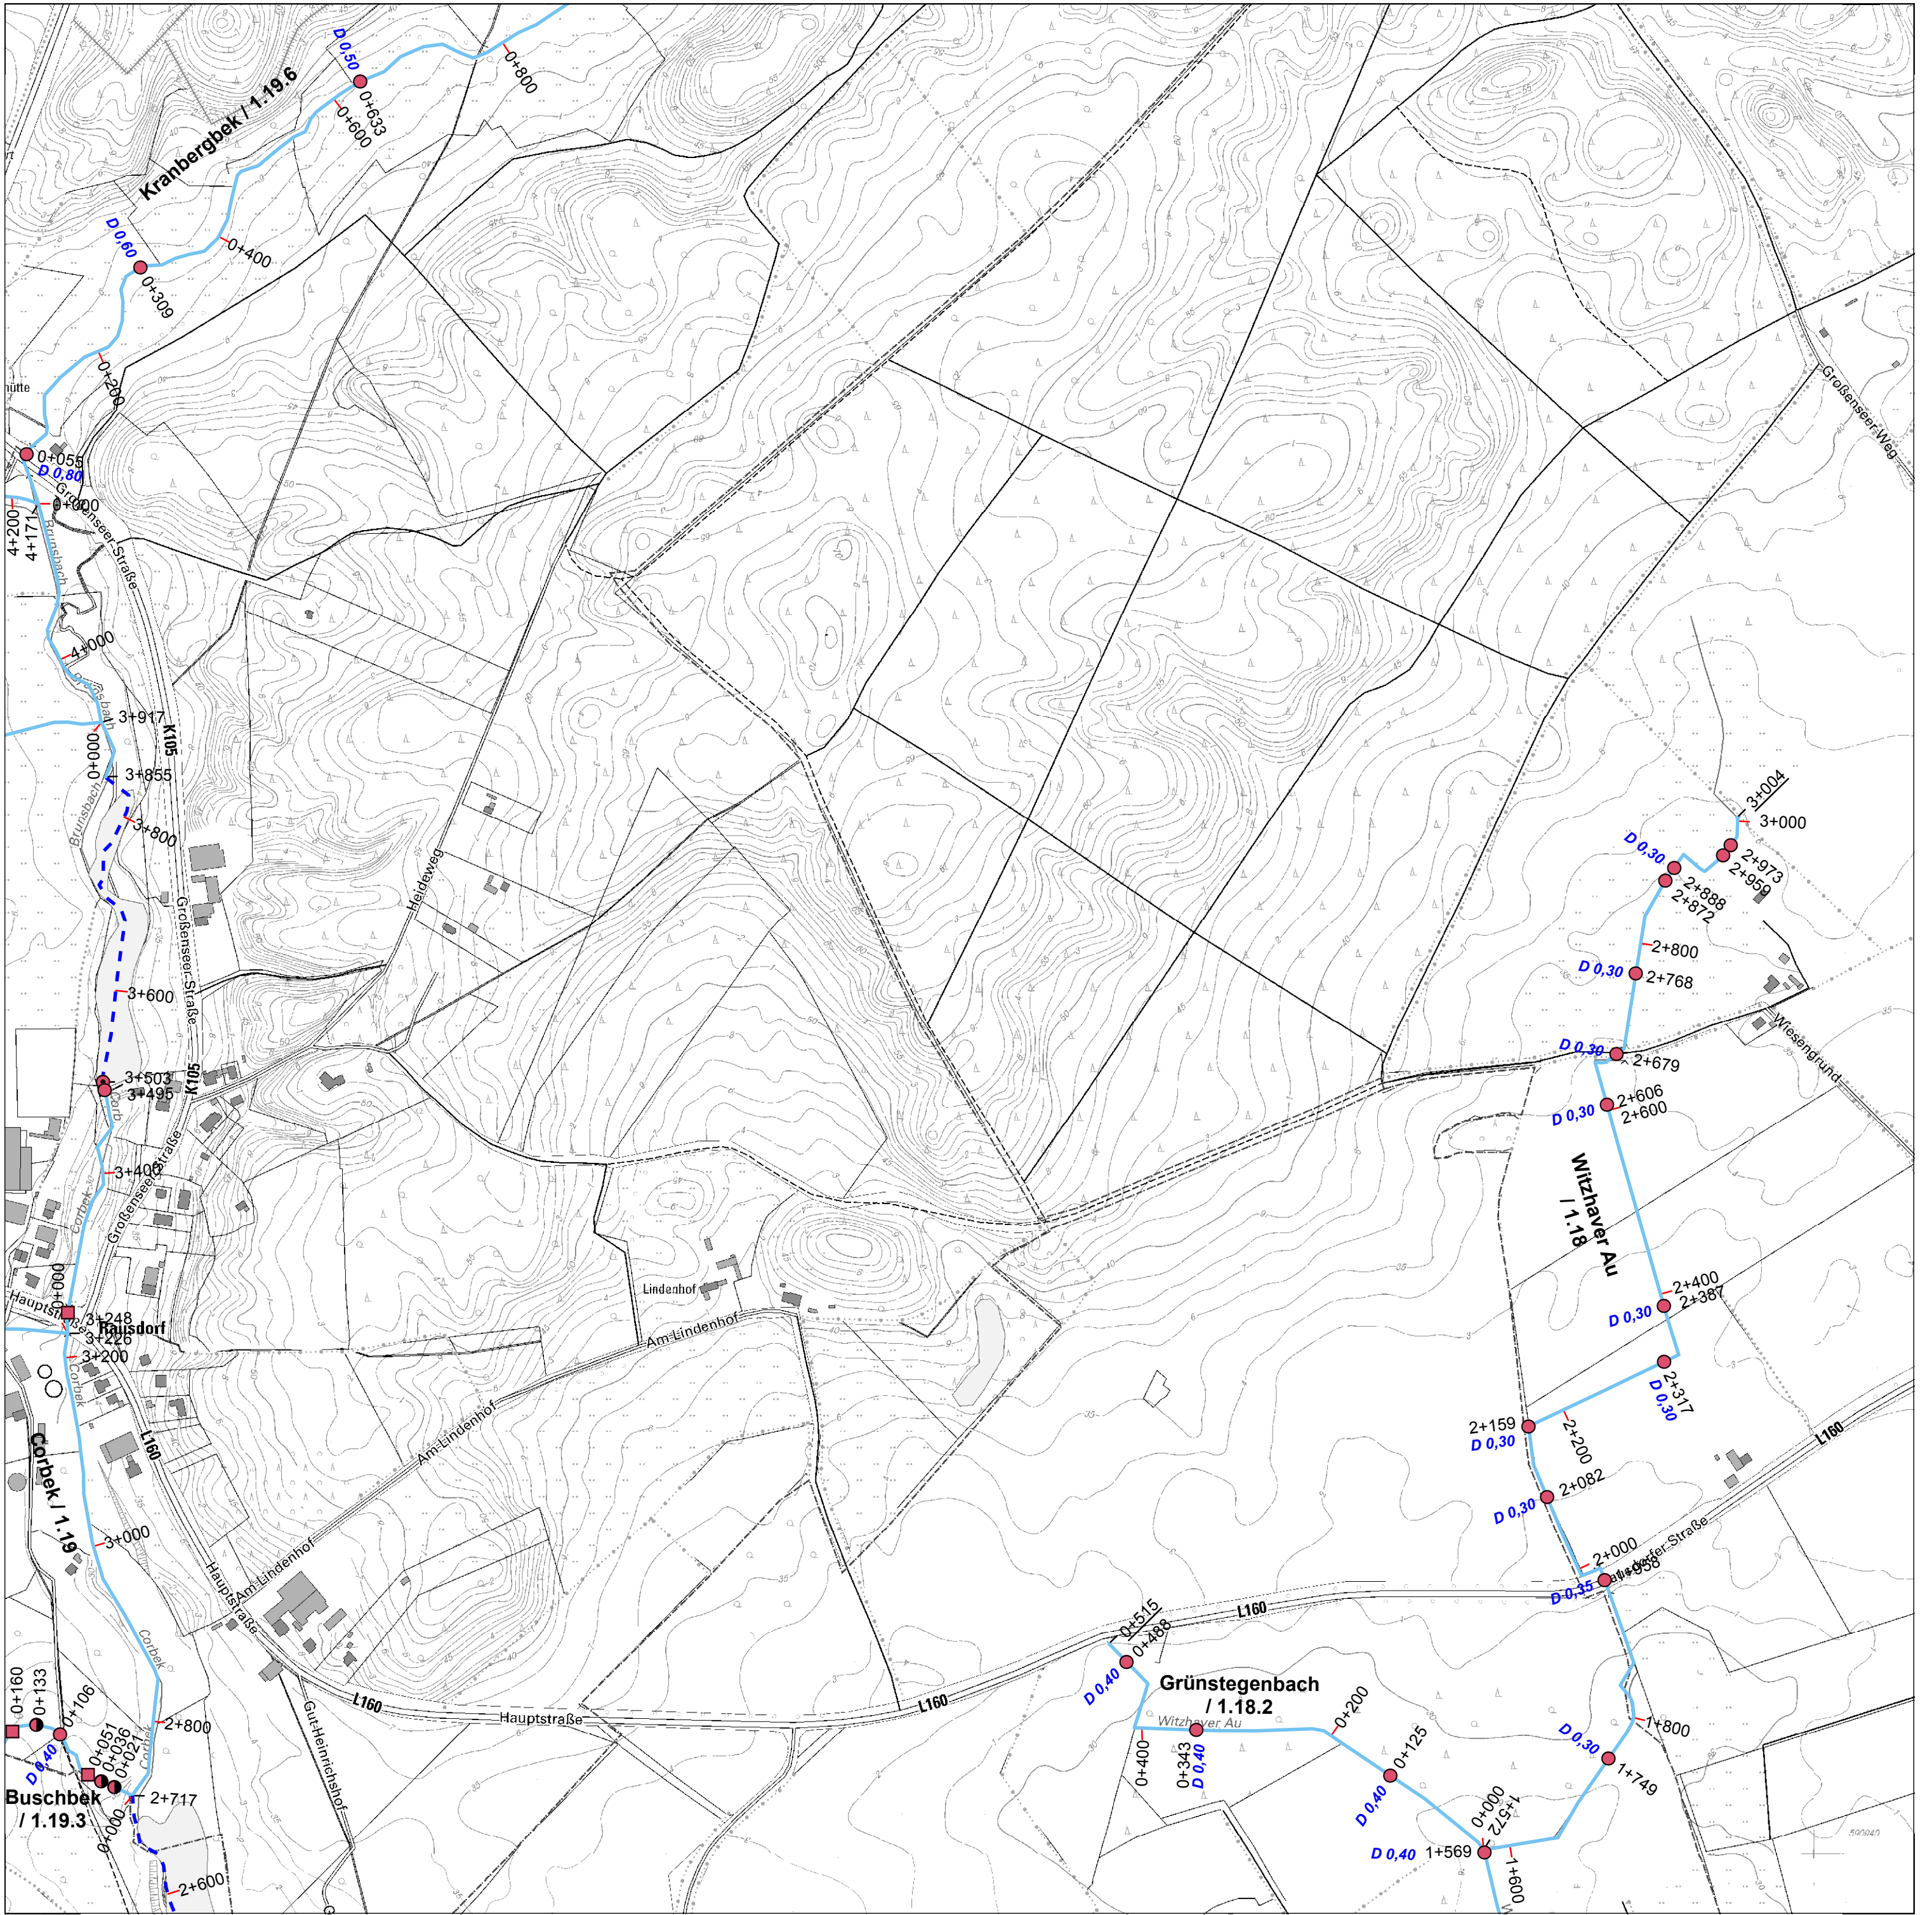 D 0,50
0+800
0+633
0+600
Krahbergbek / 1.19.6
D 0,60
0+400
0+309
0+200
hütte
0+055
D 0,80
Großenseer-Straße
0+000
4+200
4+171
Brunsbach
Großenseer-Weg
4+000
Brunsbach
3+917
K105
0+000
3+855
Brunsbach
3+800
3+004
3+000
D 0,30
2+973
2+959
2+888
2+872
Heideweg
Großenseer-Straße
2+800
D 0,30
2+768
3+600
Wiesengrund
D 0,30
2+679
3+503
3+495
K105
Corb
2+606
D 0,30
2+600
3+400
Großenseer-Straße
Corbek
Witzhaver Au
/ 1.18
0+000
Hauptstraße
3+248
Rausdorf
3+226
3+200
Corbek
Lindenhof
Am-Lindenhof
2+400
2+387
D 0,30
2+317
D 0,30
2+159
D 0,30
2+200
L160
L160
Corbek / 1.19
Am-Lindenhof
2+082
D 0,30
3+000
2+000
1+958
D 0,35
Am-Lindenhof
Hauptstraße
L160
0+515
0+488
D 0,40
Corbek
Grünstegenbach
/ 1.18.2
Witzhaver Au
0+160
0+133
0+106
L160
Hauptstraße
L160
0+200
1+800
2+800
Corbek
Gut-Heinrichshof
0+400
0+343
D 0,40
0+125
D 0,40
D 0,30
1+749
D 0,40
0+051
0+036
0+021
Buschbek
/ 1.19.3
2+717
0+000
0+000
1+572
D 0,40
1+569
1+600
2+600